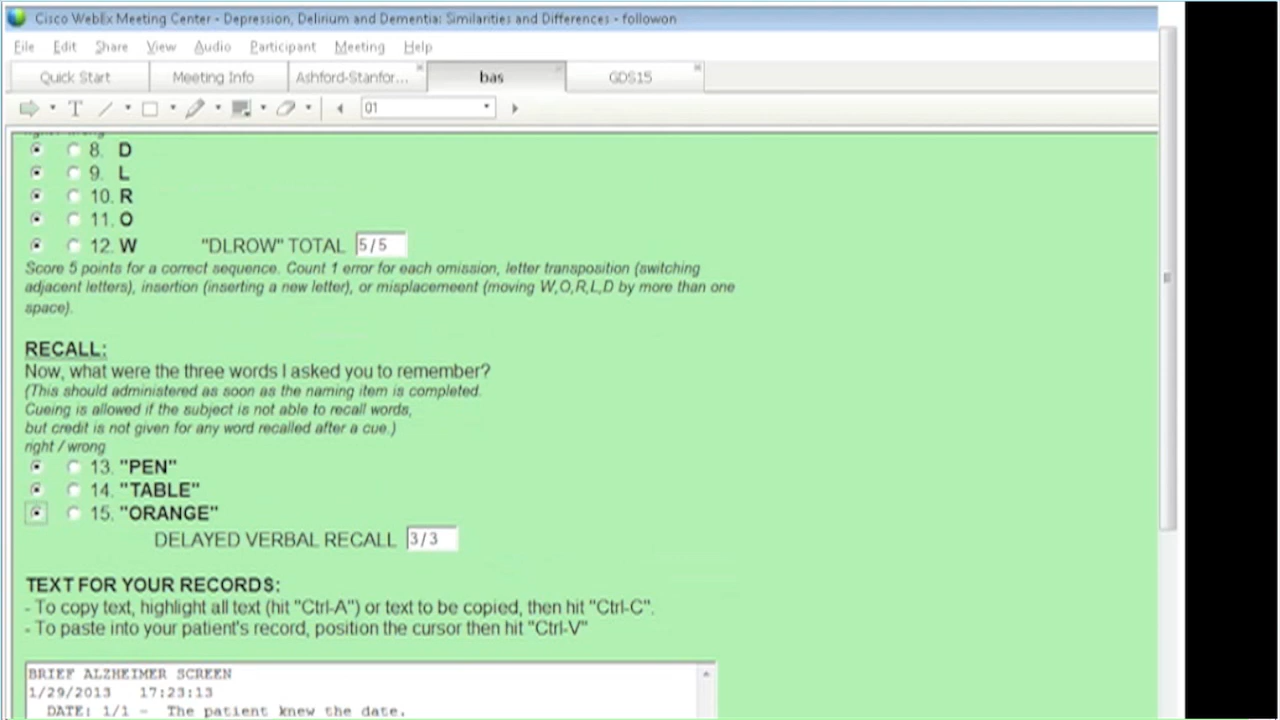 Cisco WebEx Meeting Center - Depression, Delirium and Dementia: Similarities and Differences - followon
File Edit Share View Audio Participant Meeting Help
Quick Start Meeting Info Ashford-Stanfor... bas GDS15
T 01
right / wrong
8. D
9. L
10. R
11. O
12. W "DLROW" TOTAL 5/5
Score 5 points for a correct sequence. Count 1 error for each omission, letter transposition (switching
adjacent letters), insertion (inserting a new letter), or misplacement (moving W,O,R,L,D by more than one
space).
RECALL:
Now, what were the three words I asked you to remember?
(This should administered as soon as the naming item is completed.
Cueing is allowed if the subject is not able to recall words,
but credit is not given for any word recalled after a cue.)
right / wrong
13. "PEN"
14. "TABLE"
15. "ORANGE"
DELAYED VERBAL RECALL 3/3
TEXT FOR YOUR RECORDS:
- To copy text, highlight all text (hit "Ctrl-A") or text to be copied, then hit "Ctrl-C".
- To paste into your patient's record, position the cursor then hit "Ctrl-V"
BRIEF ALZHEIMER SCREEN
1/29/2013 17:23:13
DATE: 1/1 - The patient knew the date.